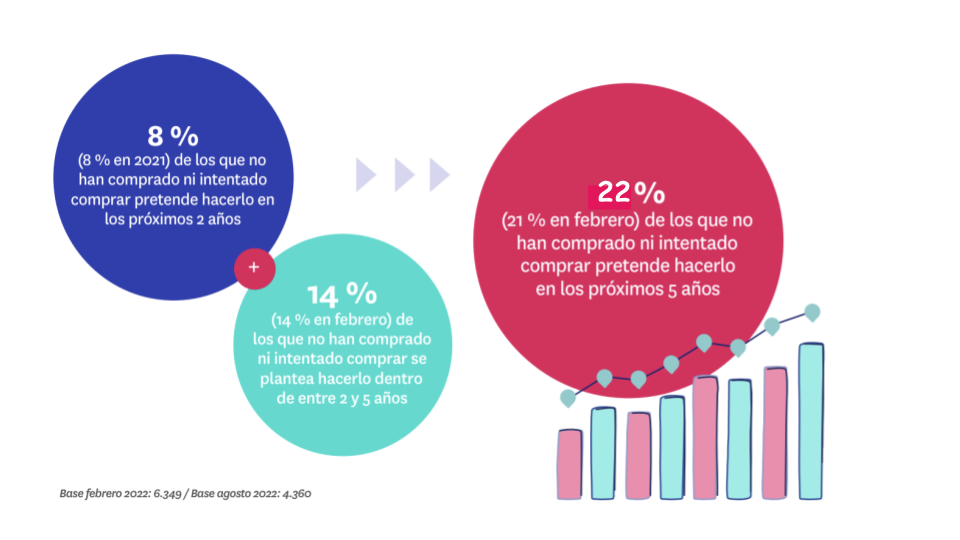 8 %
(8 % en 2021) de los que no
han comprado ni intentado
comprar pretende hacerlo en
los próximos 2 años
+
14 %
(14 % en febrero) de
los que no han comprado
ni intentado comprar se
plantea hacerlo dentro
de entre 2 y 5 años
22%
(21 % en febrero) de los que no
han comprado ni intentado
comprar pretende hacerlo
en los próximos 5 años
Base febrero 2022: 6.349 / Base agosto 2022: 4.360